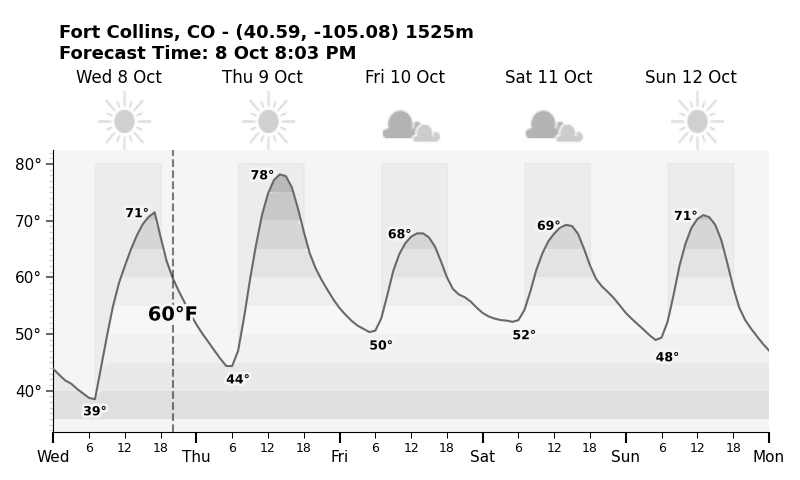 Fort Collins, CO - (40.59, -105.08) 1525m
Forecast Time: 8 Oct 8:03 PM
Wed 8 Oct Thu 9 Oct Fri 10 Oct Sat 11 Oct Sun 12 Oct
80°
78°
71° 71°
70°
69°
68°
60°
60°F
52°
50°
50°
48°
44°
40°
39°
6 12 18 6 12 18 6 12 18 6 12 18 6 12 18
Wed Thu Fri Sat Sun Mon